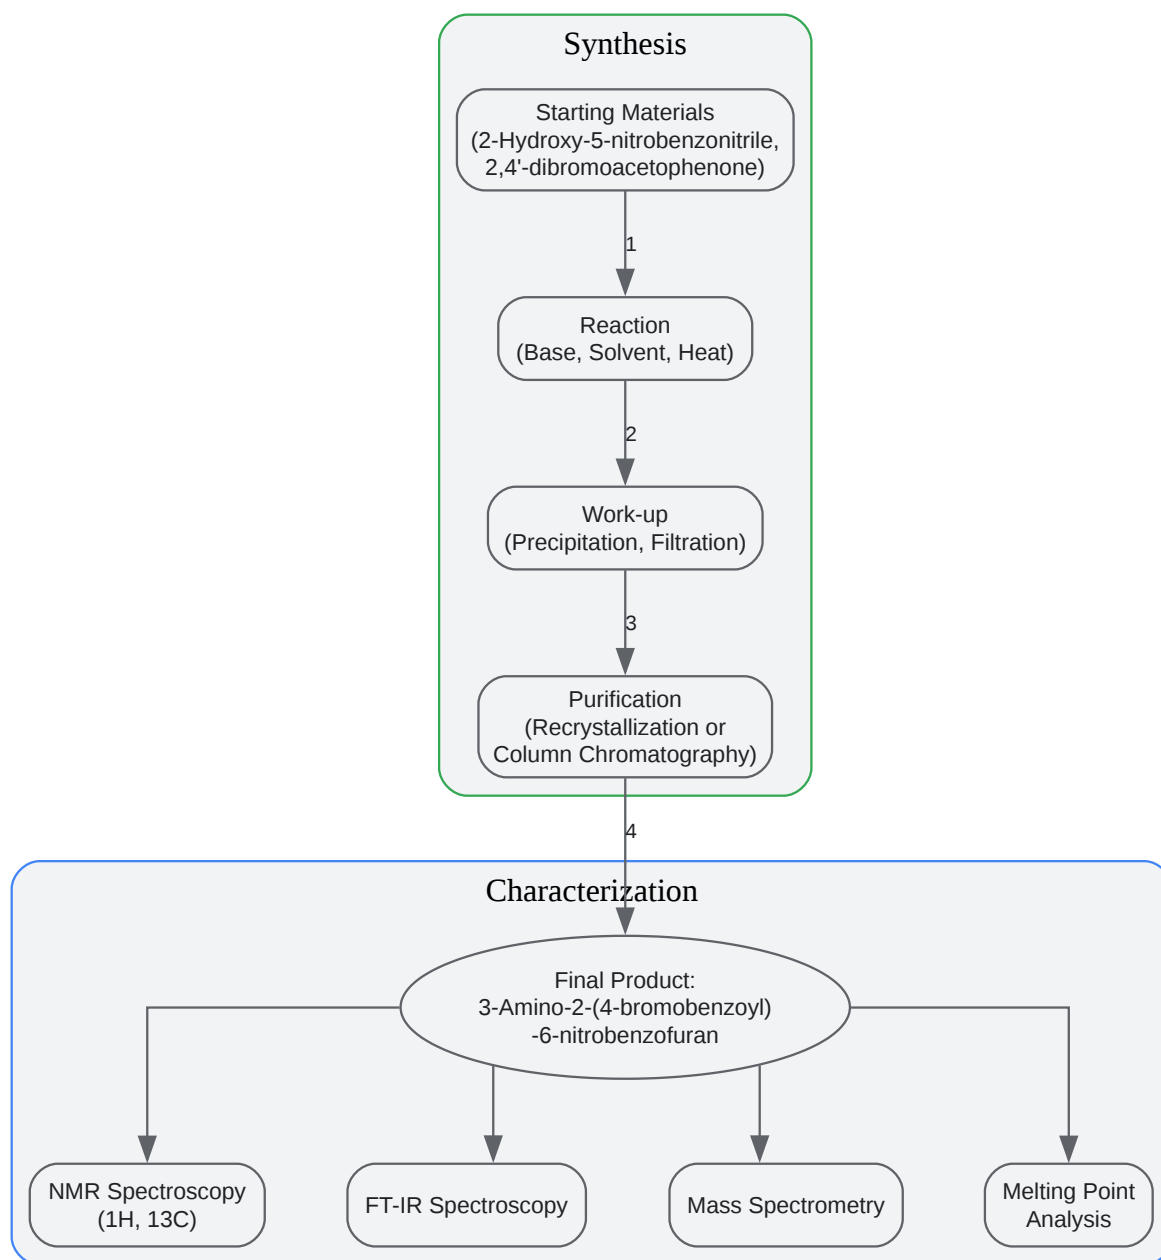 Synthesis
Starting Materials
(2-Hydroxy-5-nitrobenzonitrile,
2,4'-dibromoacetophenone)
1
Reaction
(Base, Solvent, Heat)
2
Work-up
(Precipitation, Filtration)
3
Purification
(Recrystallization or
Column Chromatography)
4
Characterization
Final Product:
3-Amino-2-(4-bromobenzoyl)
-6-nitrobenzofuran
NMR Spectroscopy
(1H, 13C)
FT-IR Spectroscopy
Mass Spectrometry
Melting Point
Analysis